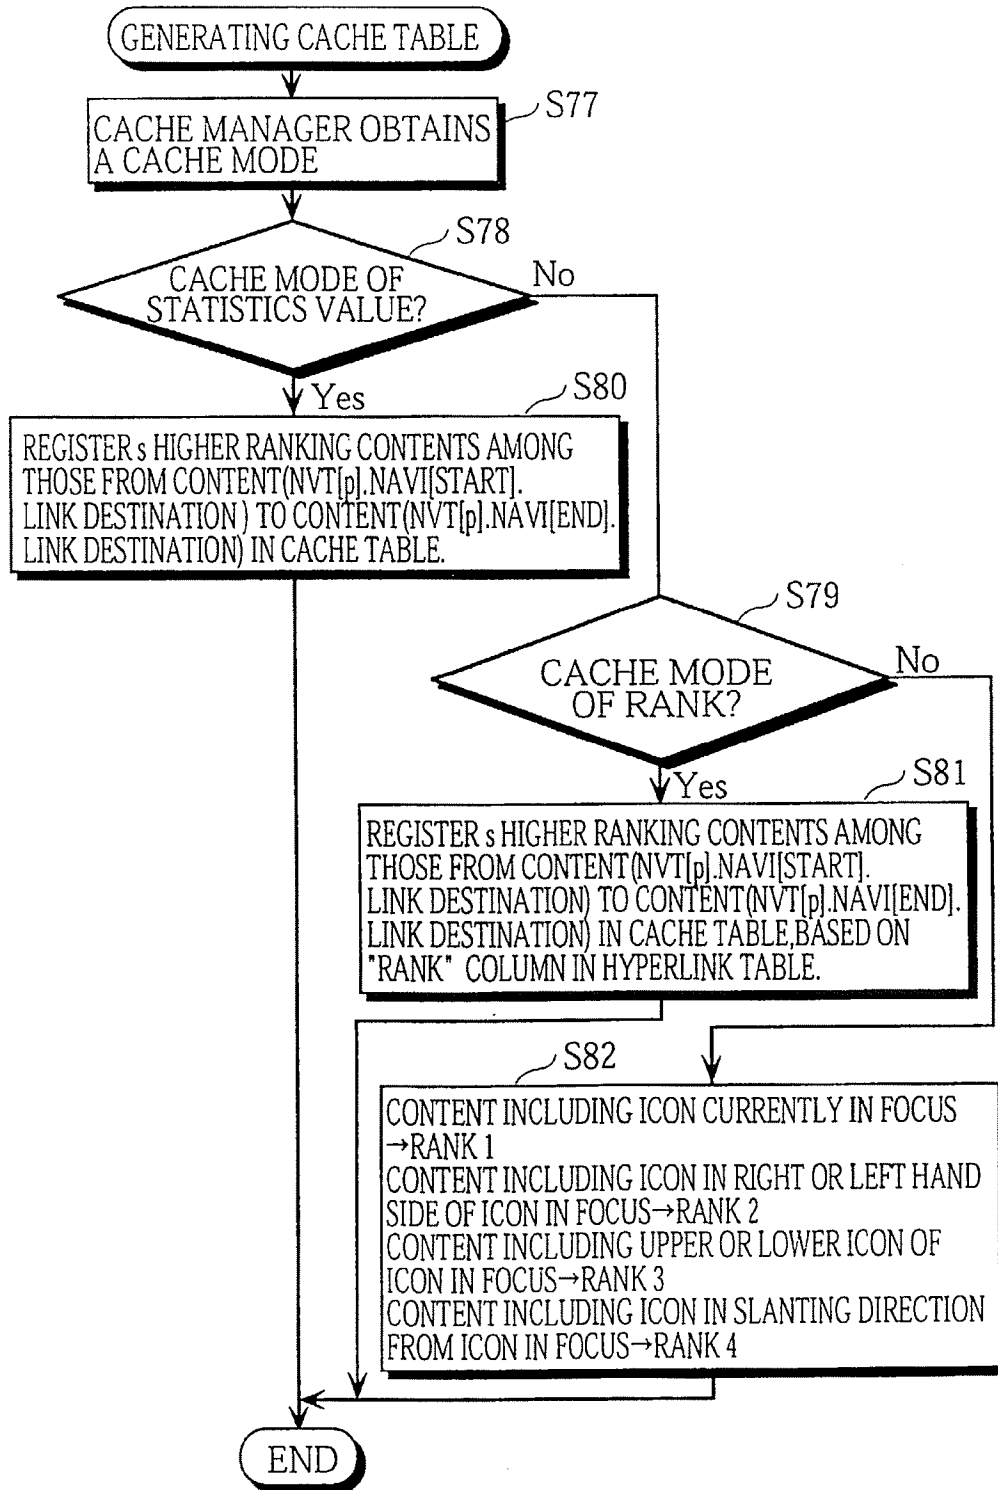 GENERATING CACHE TABLE
S77
CACHE MANAGER OBTAINS
A CACHE MODE
S78
CACHE MODE OF
STATISTICS VALUE?
No
Yes
S80
REGISTER s HIGHER RANKING CONTENTS AMONG
THOSE FROM CONTENT(NVT[p].NAVI[START].
LINK DESTINATION ) TO CONTENT(NVT[p].NAVI[END].
LINK DESTINATION) IN CACHE TABLE.
S79
CACHE MODE
OF RANK?
No
Yes
S81
REGISTER s HIGHER RANKING CONTENTS AMONG
THOSE FROM CONTENT(NVT[p].NAVI[START].
LINK DESTINATION) TO CONTENT(NVT[p].NAVI[END].
LINK DESTINATION) IN CACHE TABLE,BASED ON
"RANK" COLUMN IN HYPERLINK TABLE.
S82
CONTENT INCLUDING ICON CURRENTLY IN FOCUS
→RANK 1
CONTENT INCLUDING ICON IN RIGHT OR LEFT HAND
SIDE OF ICON IN FOCUS→RANK 2
CONTENT INCLUDING UPPER OR LOWER ICON OF
ICON IN FOCUS→RANK 3
CONTENT INCLUDING ICON IN SLANTING DIRECTION
FROM ICON IN FOCUS→RANK 4
END